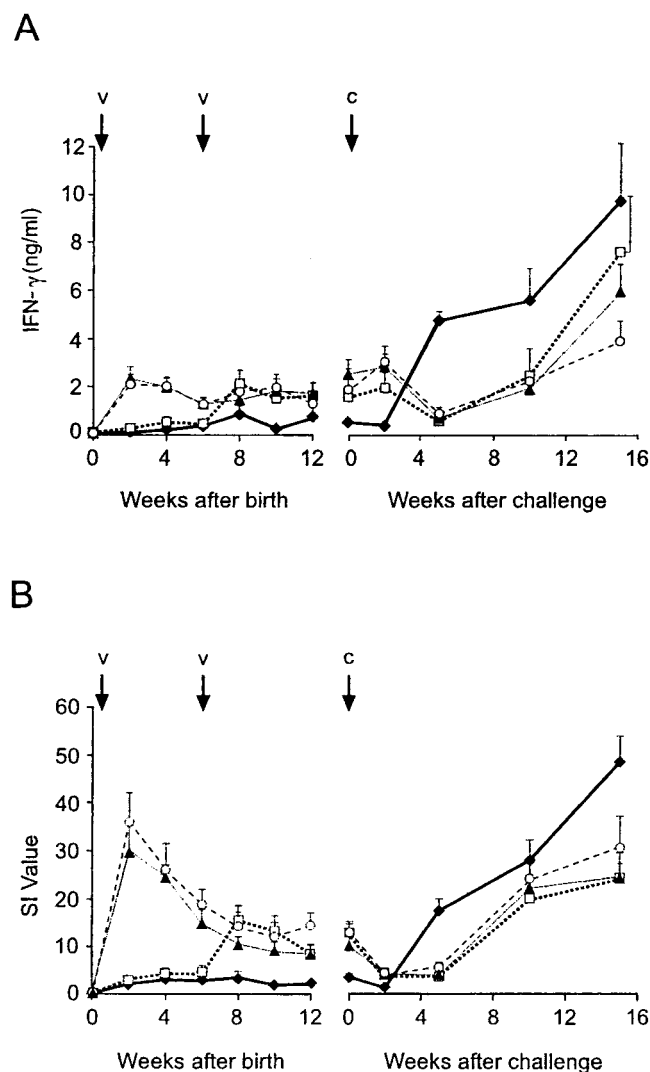 A
v v c
12
10
8
6
4
2
0
IFN-γ (ng/ml)
0 4 8 12 0 4 8 12 16
Weeks after birth Weeks after challenge
B
v v c
60
50
40
30
20
10
0
SI Value
0 4 8 12 0 4 8 12 16
Weeks after birth Weeks after challenge